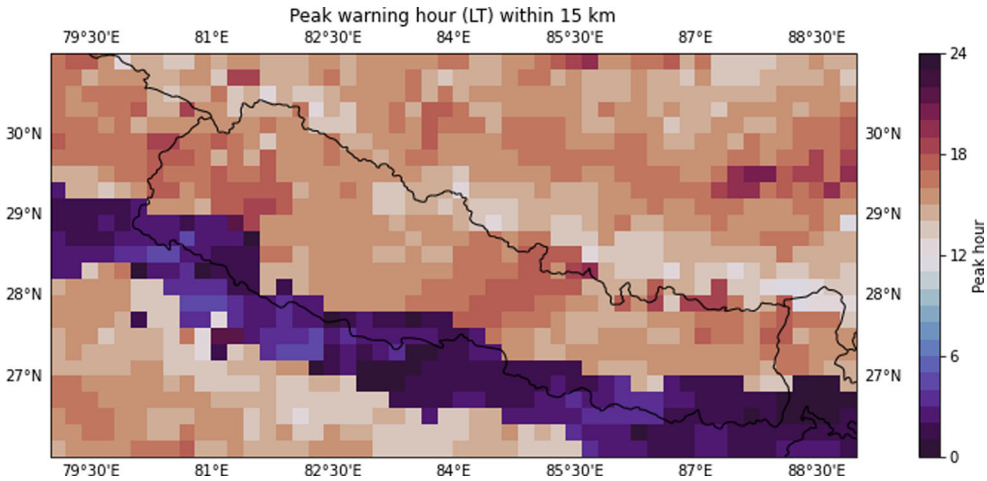 Peak warning hour (LT) within 15 km
79°30'E 81°E 82°30'E 84°E 85°30'E 87°E 88°30'E
30°N 30°N
29°N 29°N
28°N 28°N
27°N 27°N
79°30'E 81°E 82°30'E 84°E 85°30'E 87°E 88°30'E
24
18
12
6
0
Peak hour